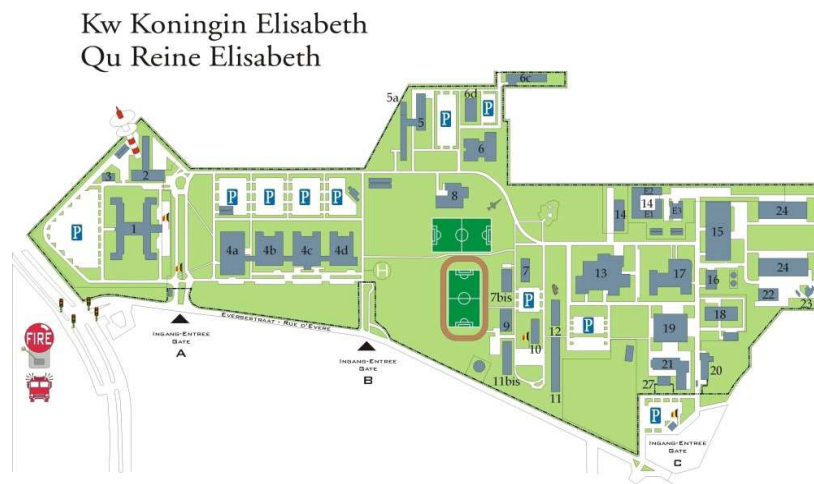 Kw Koningin Elisabeth
Qu Reine Elisabeth
6c
5a
6d
5
P
P
6
3
2
P
P
P
P
8
14
E2
14
E1
E3
24
1
P
15
4a
4b
4c
4d
H
7
13
17
24
16
7bis
P
22
23
9
12
P
18
19
10
EVERSESTRAAT - RUE D'EVERE
FIRE
INGANG-ENTREE
GATE
A
INGANG-ENTREE
GATE
B
11bis
11
21
20
27
P
INGANG-ENTREE
GATE
C